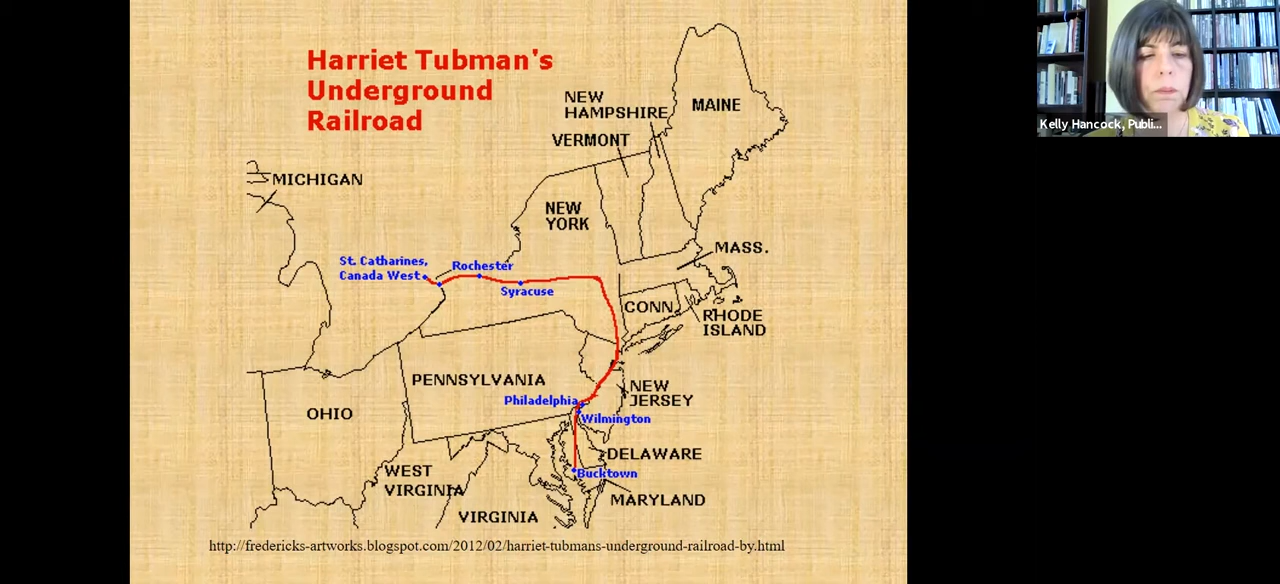 Harriet Tubman's
Underground
Railroad
NEW
HAMPSHIRE
MAINE
VERMONT
MICHIGAN
NEW
YORK
MASS.
St. Catharines,
Canada West
Rochester
Syracuse
CONN.
RHODE
ISLAND
PENNSYLVANIA
NEW
JERSEY
Philadelphia
OHIO
Wilmington
DELAWARE
WEST
VIRGINIA
Bucktown
MARYLAND
VIRGINIA
http://fredericks-artworks.blogspot.com/2012/02/harriet-tubmans-underground-railroad-by.html
Kelly Hancock, Publi...